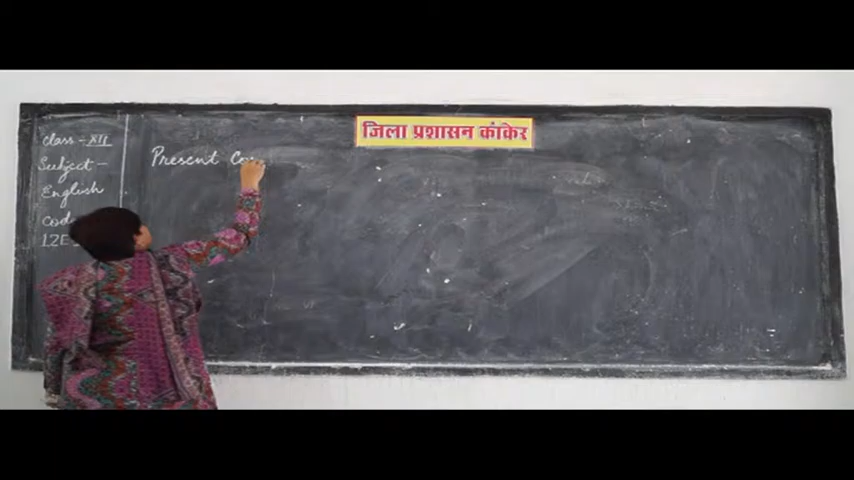 जिला प्रशासन कांकेर
class - XII
Subject -
English
Present